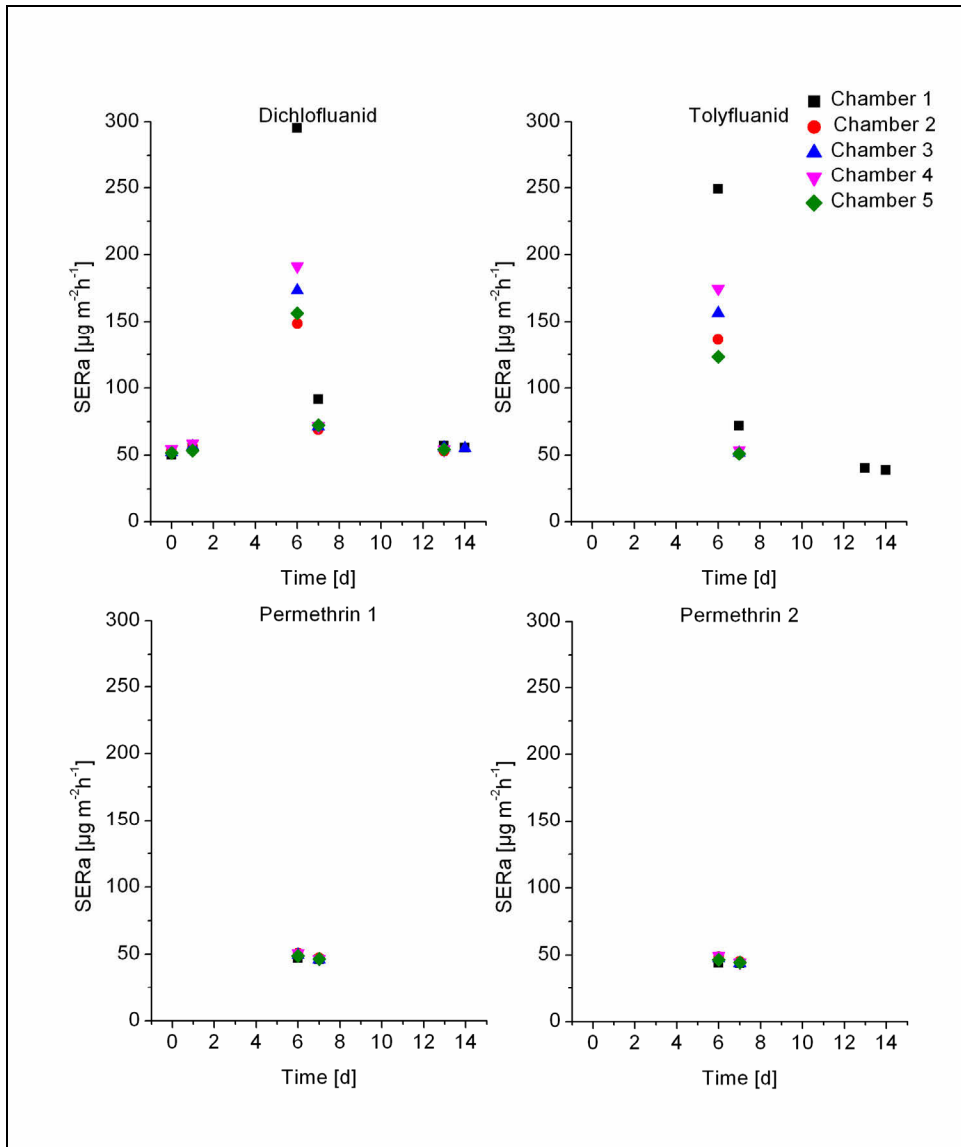 Dichlofluanid
300
250
200
150
100
50
0
SERa [µg m⁻²h⁻¹]
0 2 4 6 8 10 12 14
Time [d]
Tolyfluanid
300
250
200
150
100
50
0
SERa [µg m⁻²h⁻¹]
0 2 4 6 8 10 12 14
Time [d]
Chamber 1
Chamber 2
Chamber 3
Chamber 4
Chamber 5
Permethrin 1
300
250
200
150
100
50
0
SERa [µg m⁻²h⁻¹]
0 2 4 6 8 10 12 14
Time [d]
Permethrin 2
300
250
200
150
100
50
0
SERa [µg m⁻²h⁻¹]
0 2 4 6 8 10 12 14
Time [d]